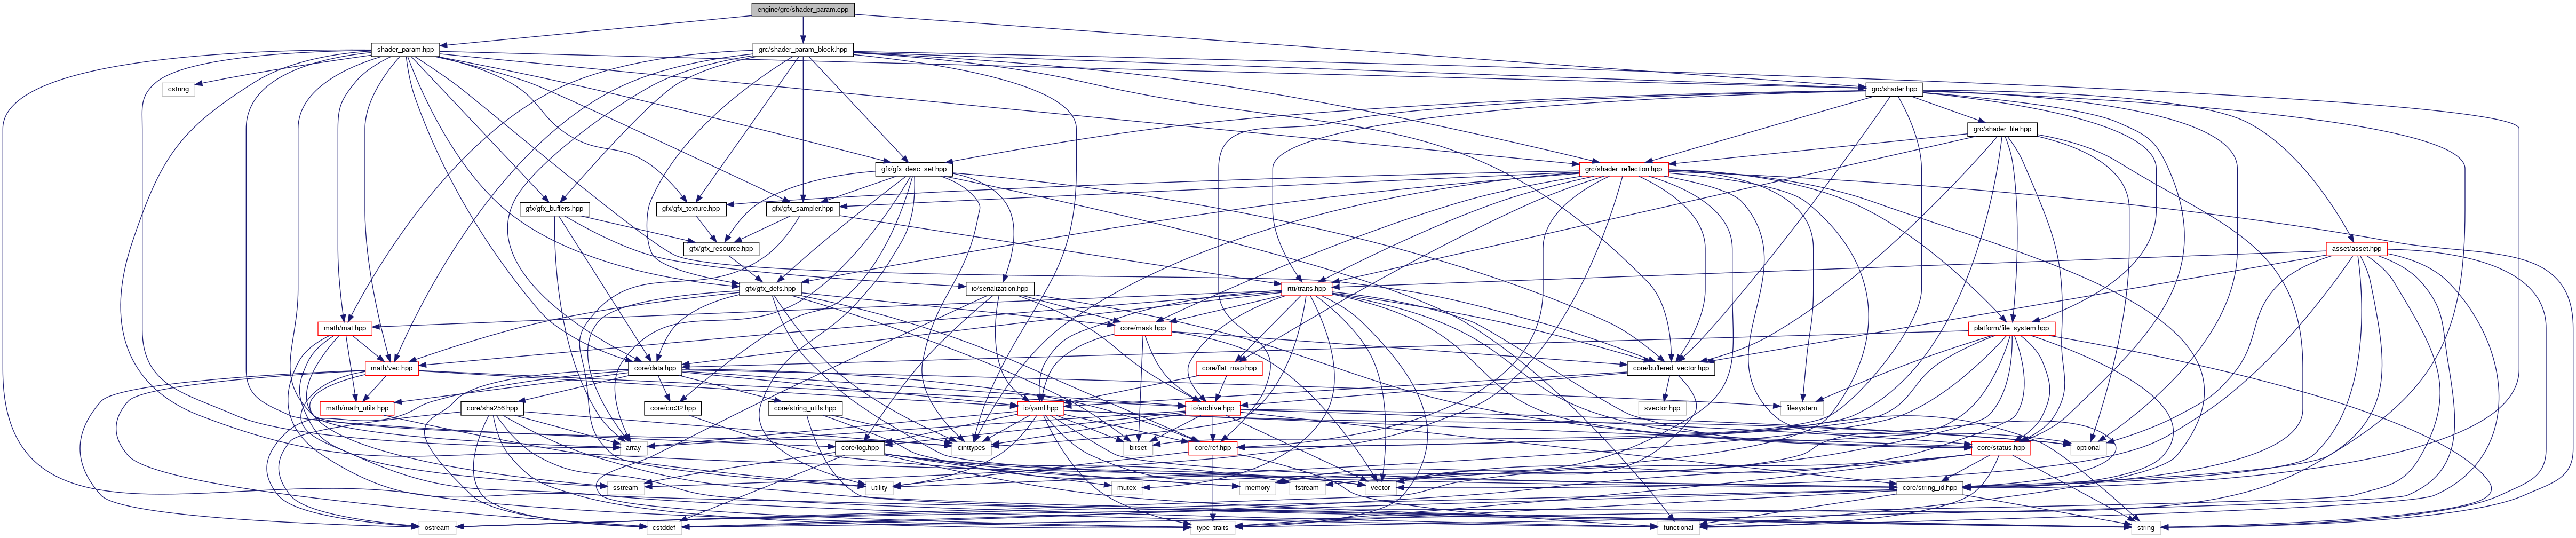 engine/grc/shader_param.cpp
shader_param.hpp
grc/shader_param_block.hpp
cstring
grc/shader.hpp
grc/shader_file.hpp
gfx/gfx_desc_set.hpp
grc/shader_reflection.hpp
gfx/gfx_buffers.hpp
gfx/gfx_texture.hpp
gfx/gfx_sampler.hpp
gfx/gfx_resource.hpp
asset/asset.hpp
gfx/gfx_defs.hpp
io/serialization.hpp
rtti/traits.hpp
math/mat.hpp
core/mask.hpp
platform/file_system.hpp
math/vec.hpp
core/data.hpp
core/flat_map.hpp
core/buffered_vector.hpp
math/math_utils.hpp
core/sha256.hpp
core/crc32.hpp
core/string_utils.hpp
io/yaml.hpp
io/archive.hpp
svector.hpp
filesystem
array
core/log.hpp
cinttypes
bitset
core/ref.hpp
core/status.hpp
optional
sstream
utility
mutex
memory
fstream
vector
core/string_id.hpp
ostream
cstddef
type_traits
functional
string